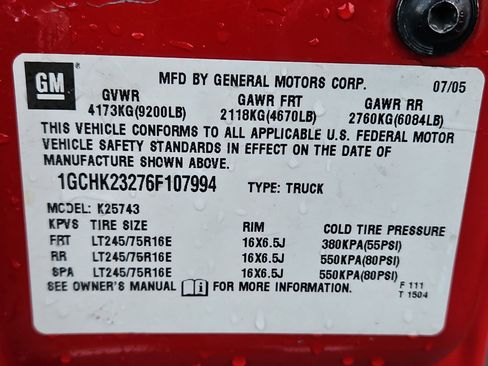 GM
MFD BY GENERAL MOTORS CORP. 07/05
GVWR GAWR FRT GAWR RR
4173KG(9200LB) 2118KG(4670LB) 2760KG(6084LB)
THIS VEHICLE CONFORMS TO ALL APPLICABLE U.S. FEDERAL MOTOR
VEHICLE SAFETY STANDARDS IN EFFECT ON THE DATE OF
MANUFACTURE SHOWN ABOVE.
1GCHK23276F107994 TYPE: TRUCK
MODEL: K25743
KPVS TIRE SIZE RIM COLD TIRE PRESSURE
FRT LT245/75R16E 16X6.5J 380KPA(55PSI)
RR LT245/75R16E 16X6.5J 550KPA(80PSI)
SPA LT245/75R16E 16X6.5J 550KPA(80PSI)
SEE OWNER'S MANUAL FOR MORE INFORMATION. F 111
T 1504